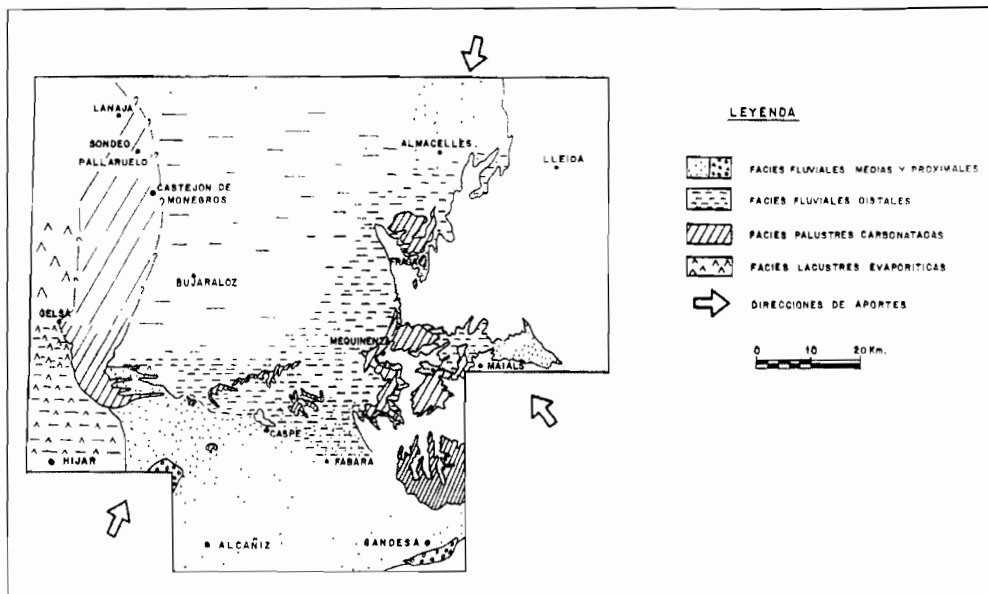 LANAJA
SONDEO
PALLARUELO
CASTEJON DE
MONEGROS
ALMACELLES
LLEIDA
BUJARALOZ
FRAGA
GELSA
MEQUINENZA
MAIALS
CASPE
FABARA
HIJAR
ALCAÑIZ
GANDESA
LEYENDA
FACIES FLUVIALES MEDIAS Y PROXIMALES
FACIES FLUVIALES DISTALES
FACIES PALUSTRES CARBONATADAS
FACIES LACUSTRES EVAPORITICAS
DIRECCIONES DE APORTES
0 10 20 Km.